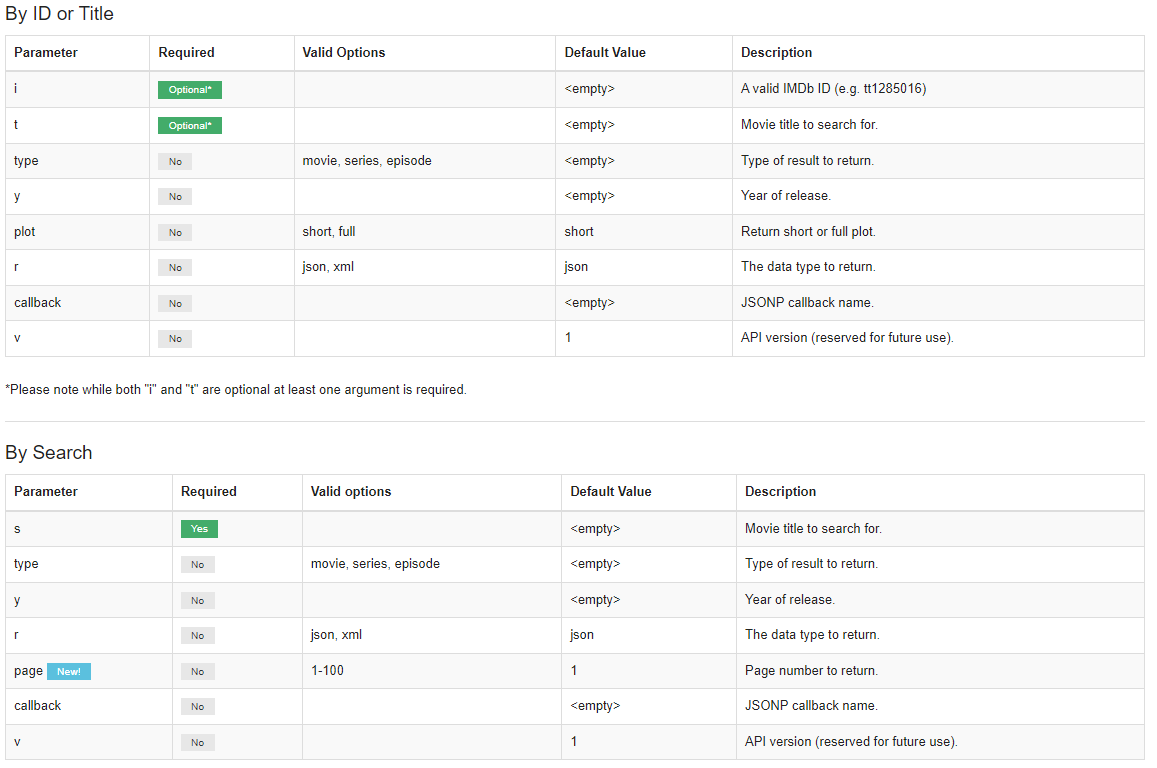 By ID or Title
Parameter Required Valid Options Default Value Description
i Optional* <empty> A valid IMDb ID (e.g. tt1285016)
t Optional* <empty> Movie title to search for.
type No movie, series, episode <empty> Type of result to return.
y No <empty> Year of release.
plot No short, full short Return short or full plot.
r No json, xml json The data type to return.
callback No <empty> JSONP callback name.
v No 1 API version (reserved for future use).
*Please note while both "i" and "t" are optional at least one argument is required.
By Search
Parameter Required Valid options Default Value Description
s Yes <empty> Movie title to search for.
type No movie, series, episode <empty> Type of result to return.
y No <empty> Year of release.
r No json, xml json The data type to return.
page New! No 1-100 1 Page number to return.
callback No <empty> JSONP callback name.
v No 1 API version (reserved for future use).